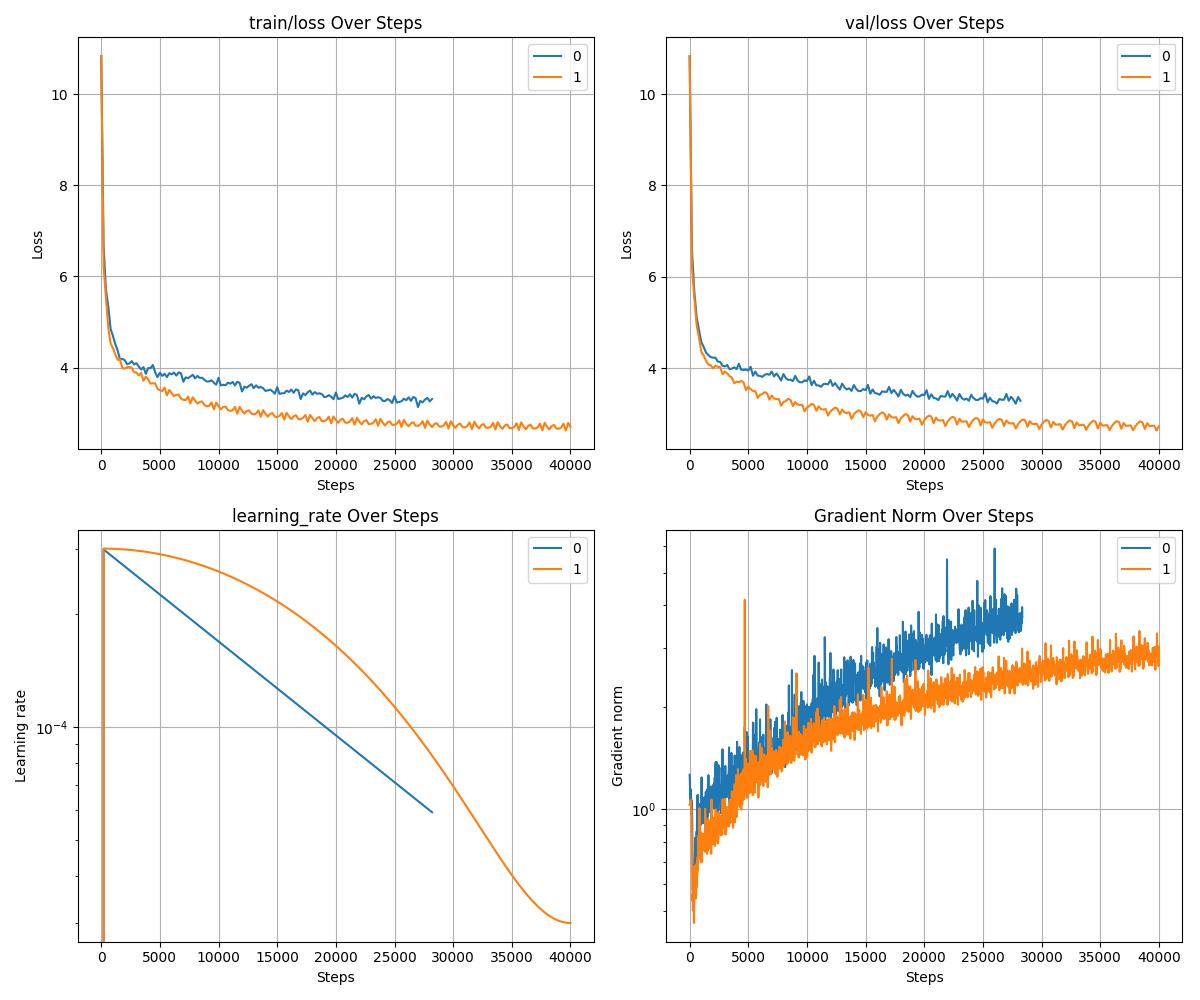 train/loss Over Steps
10
8
6
4
Loss
0
1
0 5000 10000 15000 20000 25000 30000 35000 40000
Steps
val/loss Over Steps
10
8
6
4
Loss
0
1
0 5000 10000 15000 20000 25000 30000 35000 40000
Steps
learning_rate Over Steps
10⁻⁴
Learning rate
0
1
0 5000 10000 15000 20000 25000 30000 35000 40000
Steps
Gradient Norm Over Steps
10⁰
Gradient norm
0
1
0 5000 10000 15000 20000 25000 30000 35000 40000
Steps